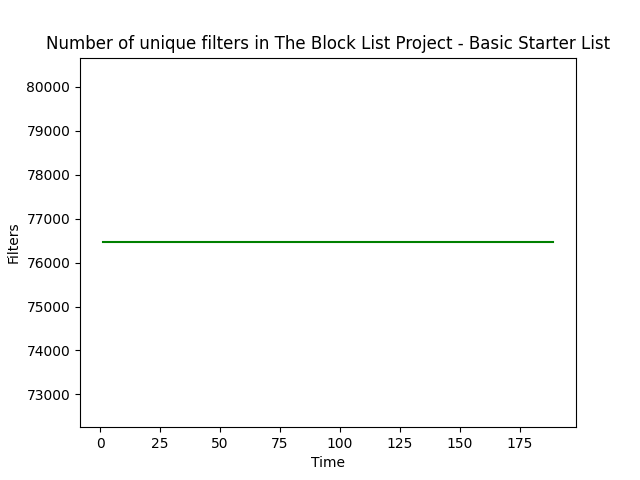 Number of unique filters in The Block List Project - Basic Starter List
80000
79000
78000
77000
76000
75000
74000
73000
Filters
0 25 50 75 100 125 150 175
Time